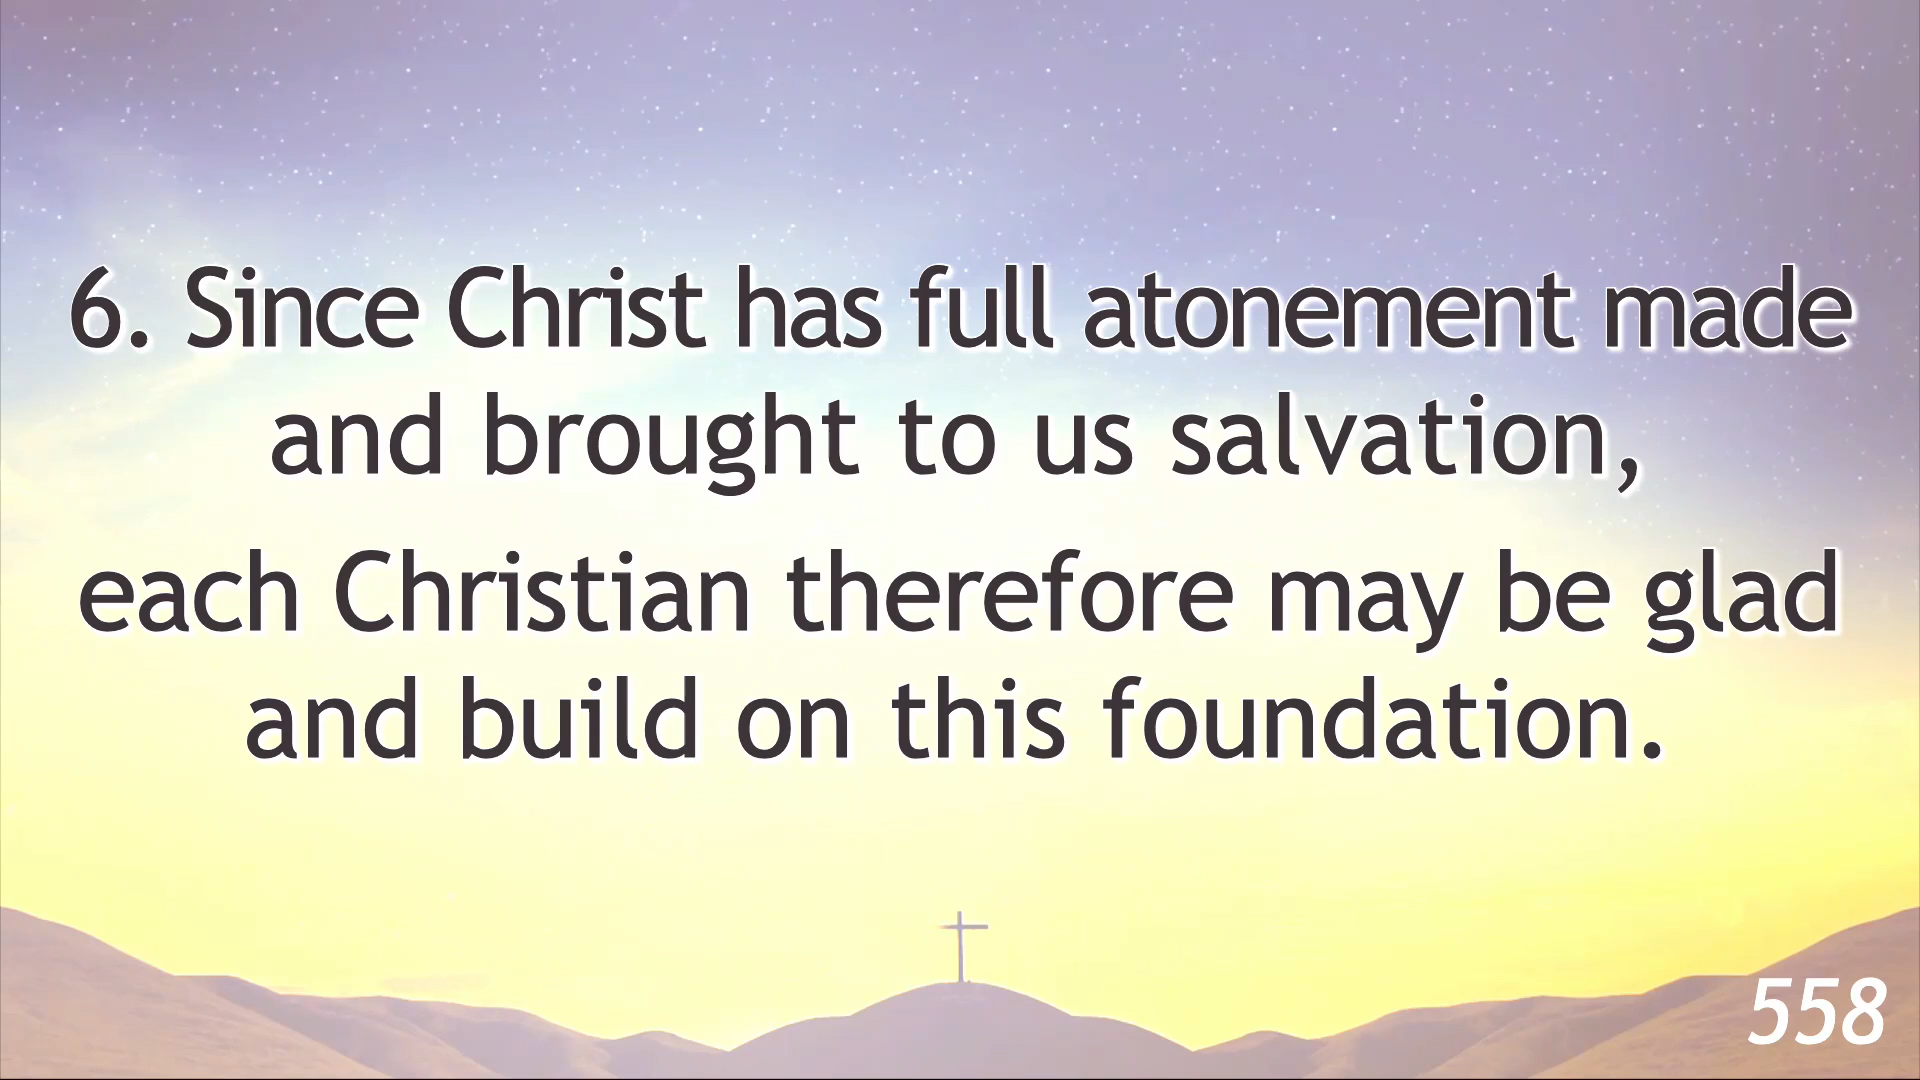 6. Since Christ has full atonement made
and brought to us salvation,
each Christian therefore may be glad
and build on this foundation.
558